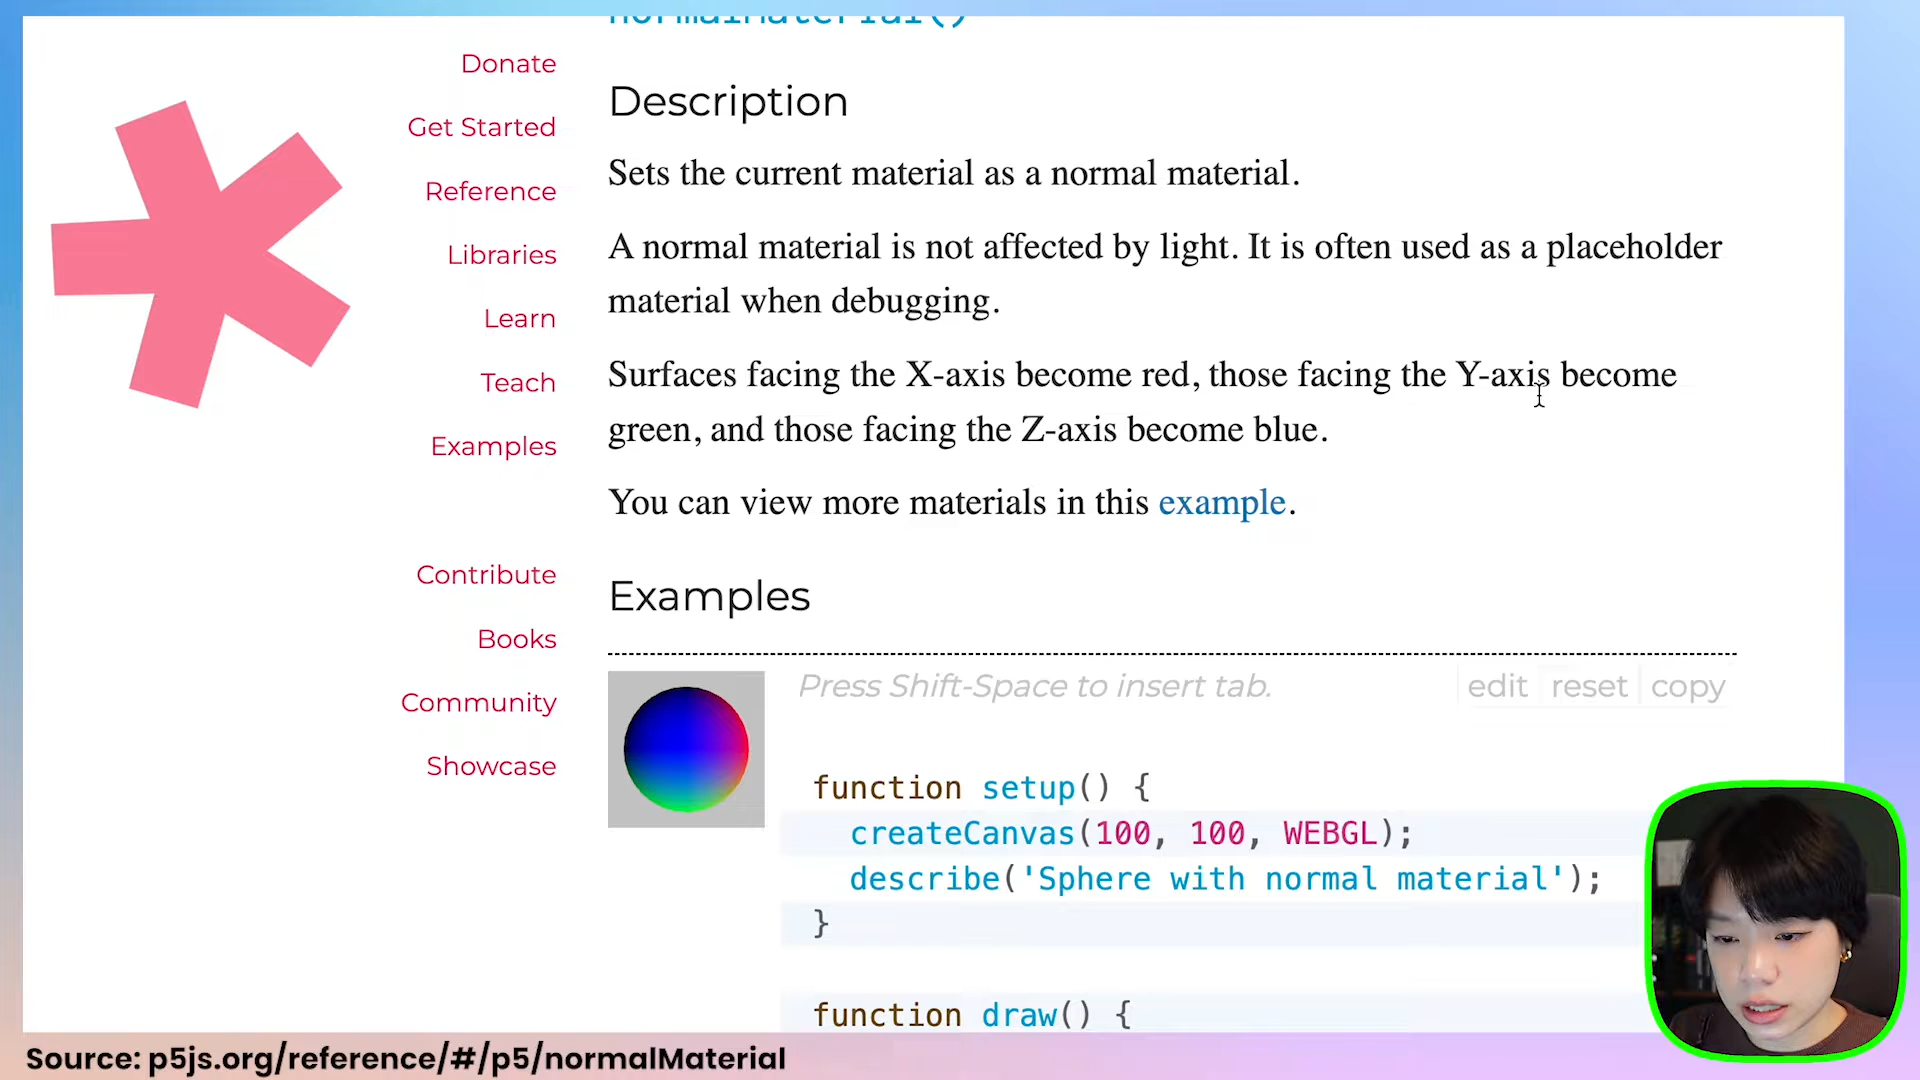 normalMaterial()
Donate
Get Started
Reference
Libraries
Learn
Teach
Examples
Contribute
Books
Community
Showcase
Description
Sets the current material as a normal material.
A normal material is not affected by light. It is often used as a placeholder
material when debugging.
Surfaces facing the X-axis become red, those facing the Y-axis become
green, and those facing the Z-axis become blue.
You can view more materials in this example.
Examples
Press Shift-Space to insert tab.
edit reset copy
function setup() {
  createCanvas(100, 100, WEBGL);
  describe('Sphere with normal material');
}
function draw() {
Source: p5js.org/reference/#/p5/normalMaterial